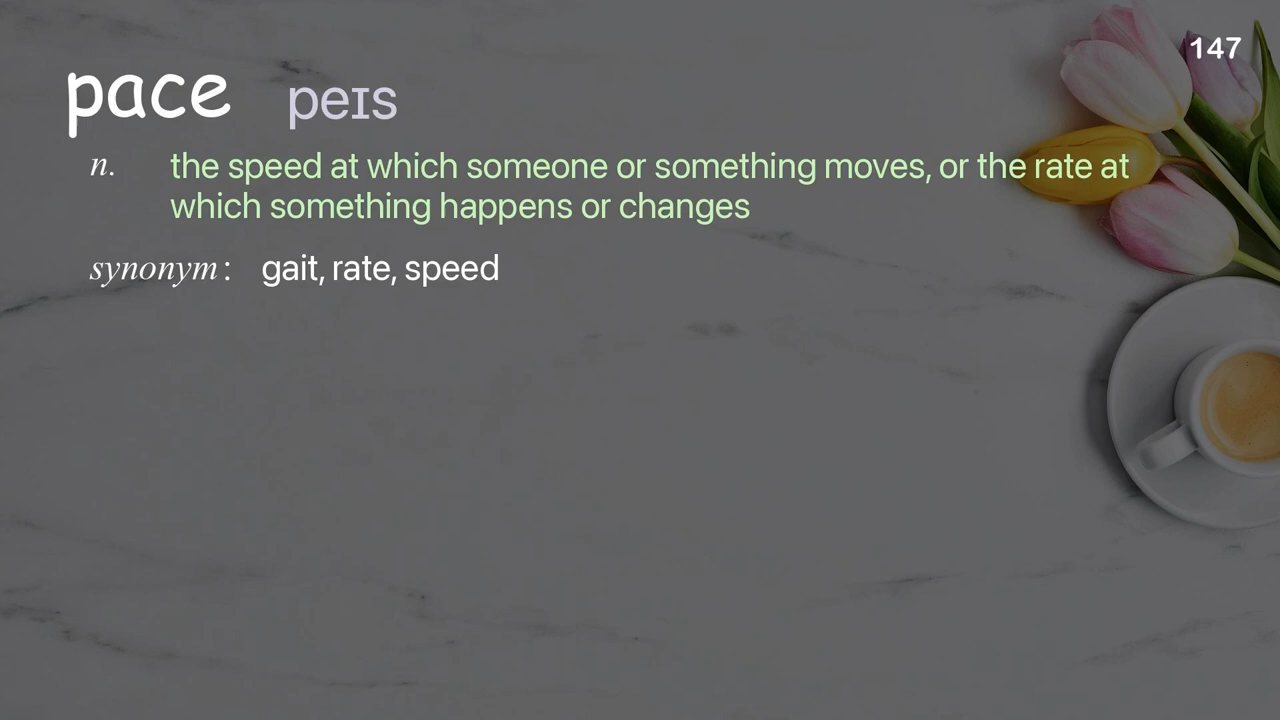 147
pace peɪs
n. the speed at which someone or something moves, or the rate at
which something happens or changes
synonym: gait, rate, speed